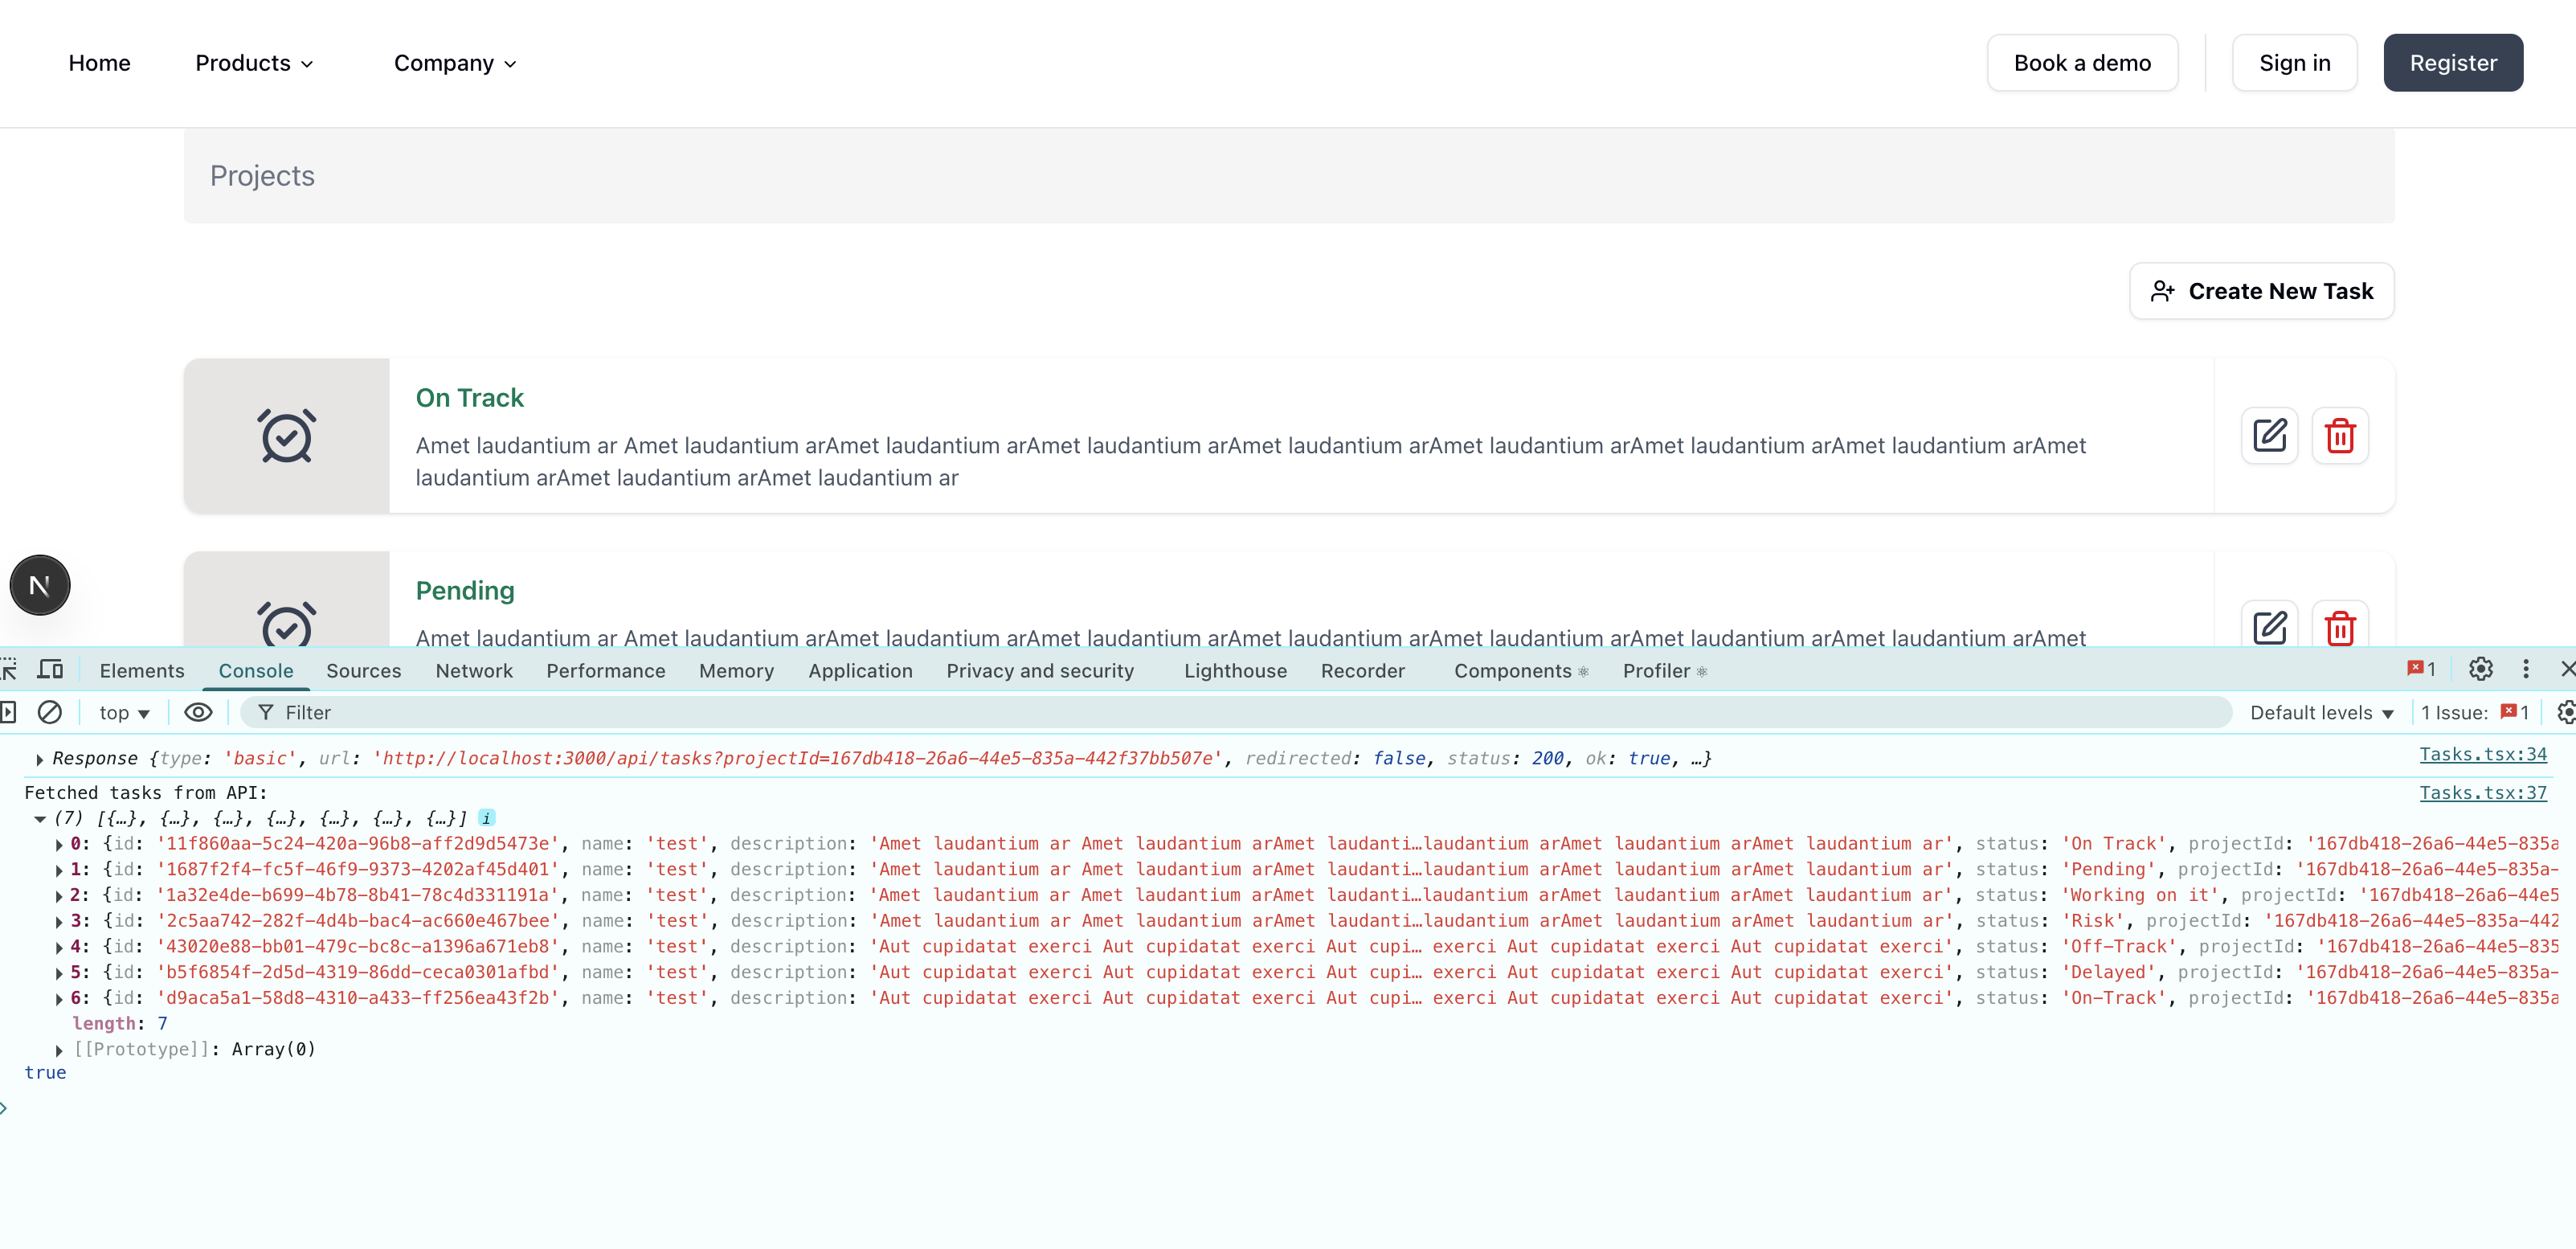 Home Products Company Book a demo Sign in Register
Projects
Create New Task
On Track
Amet laudantium ar Amet laudantium arAmet laudantium arAmet laudantium arAmet laudantium arAmet laudantium arAmet laudantium arAmet laudantium arAmet
laudantium arAmet laudantium arAmet laudantium ar
N
Pending
Amet laudantium ar Amet laudantium arAmet laudantium arAmet laudantium arAmet laudantium arAmet laudantium arAmet laudantium arAmet laudantium arAmet
Elements Console Sources Network Performance Memory Application Privacy and security Lighthouse Recorder Components Profiler 1
top Filter Default levels 1 Issue: 1
Response {type: 'basic', url: 'http://localhost:3000/api/tasks?projectId=167db418-26a6-44e5-835a-442f37bb507e', redirected: false, status: 200, ok: true, …} Tasks.tsx:34
Fetched tasks from API: Tasks.tsx:37
(7) [{…}, {…}, {…}, {…}, {…}, {…}, {…}] i
0: {id: '11f860aa-5c24-420a-96b8-aff2d9d5473e', name: 'test', description: 'Amet laudantium ar Amet laudantium arAmet laudanti…laudantium arAmet laudantium arAmet laudantium ar', status: 'On Track', projectId: '167db418-26a6-44e5-835a
1: {id: '1687f2f4-fc5f-46f9-9373-4202af45d401', name: 'test', description: 'Amet laudantium ar Amet laudantium arAmet laudanti…laudantium arAmet laudantium arAmet laudantium ar', status: 'Pending', projectId: '167db418-26a6-44e5-835a-
2: {id: '1a32e4de-b699-4b78-8b41-78c4d331191a', name: 'test', description: 'Amet laudantium ar Amet laudantium arAmet laudanti…laudantium arAmet laudantium arAmet laudantium ar', status: 'Working on it', projectId: '167db418-26a6-44e5
3: {id: '2c5aa742-282f-4d4b-bac4-ac660e467bee', name: 'test', description: 'Amet laudantium ar Amet laudantium arAmet laudanti…laudantium arAmet laudantium arAmet laudantium ar', status: 'Risk', projectId: '167db418-26a6-44e5-835a-442
4: {id: '43020e88-bb01-479c-bc8c-a1396a671eb8', name: 'test', description: 'Aut cupidatat exerci Aut cupidatat exerci Aut cupi… exerci Aut cupidatat exerci Aut cupidatat exerci', status: 'Off-Track', projectId: '167db418-26a6-44e5-835
5: {id: 'b5f6854f-2d5d-4319-86dd-ceca0301afbd', name: 'test', description: 'Aut cupidatat exerci Aut cupidatat exerci Aut cupi… exerci Aut cupidatat exerci Aut cupidatat exerci', status: 'Delayed', projectId: '167db418-26a6-44e5-835a-
6: {id: 'd9aca5a1-58d8-4310-a433-ff256ea43f2b', name: 'test', description: 'Aut cupidatat exerci Aut cupidatat exerci Aut cupi… exerci Aut cupidatat exerci Aut cupidatat exerci', status: 'On-Track', projectId: '167db418-26a6-44e5-835a
length: 7
[[Prototype]]: Array(0)
true